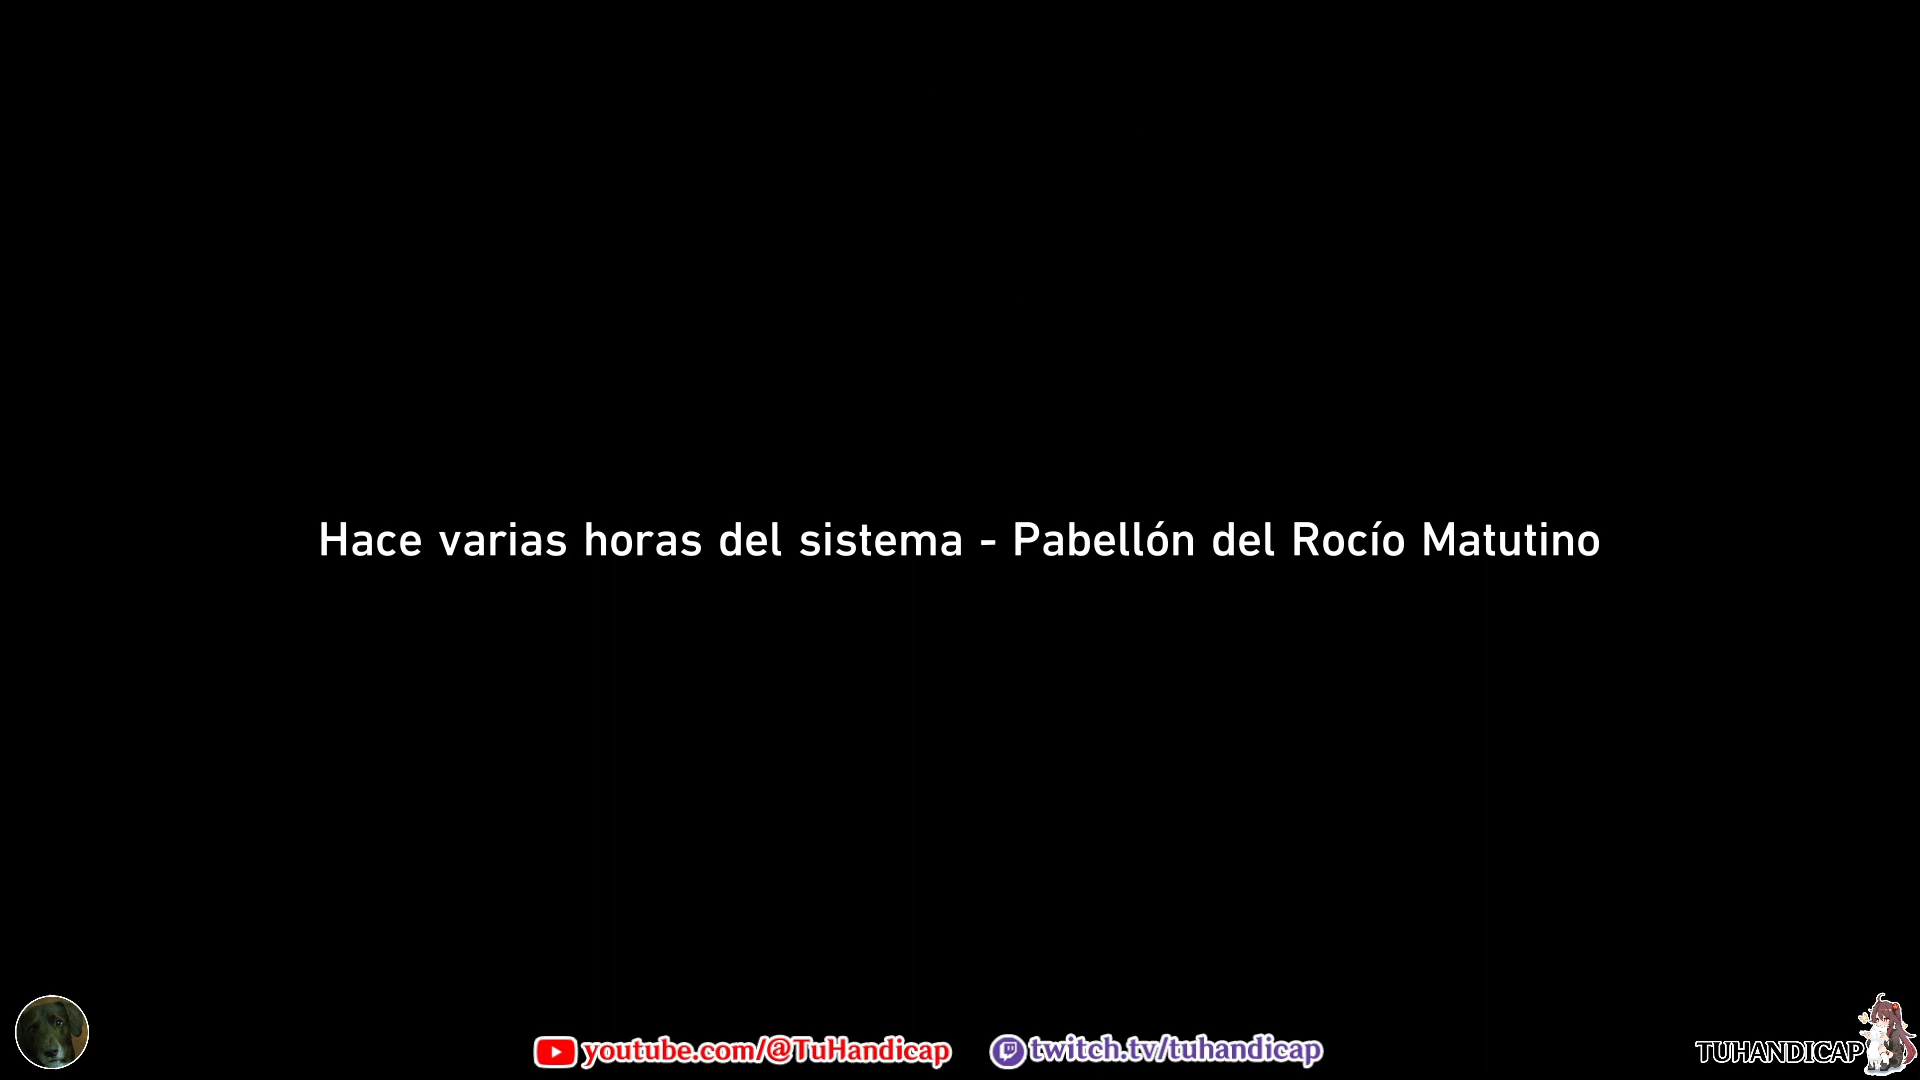 Hace varias horas del sistema - Pabellón del Rocío Matutino
youtube.com/@TuHandicap
twitch.tv/tuhandicap
TUHANDICAP